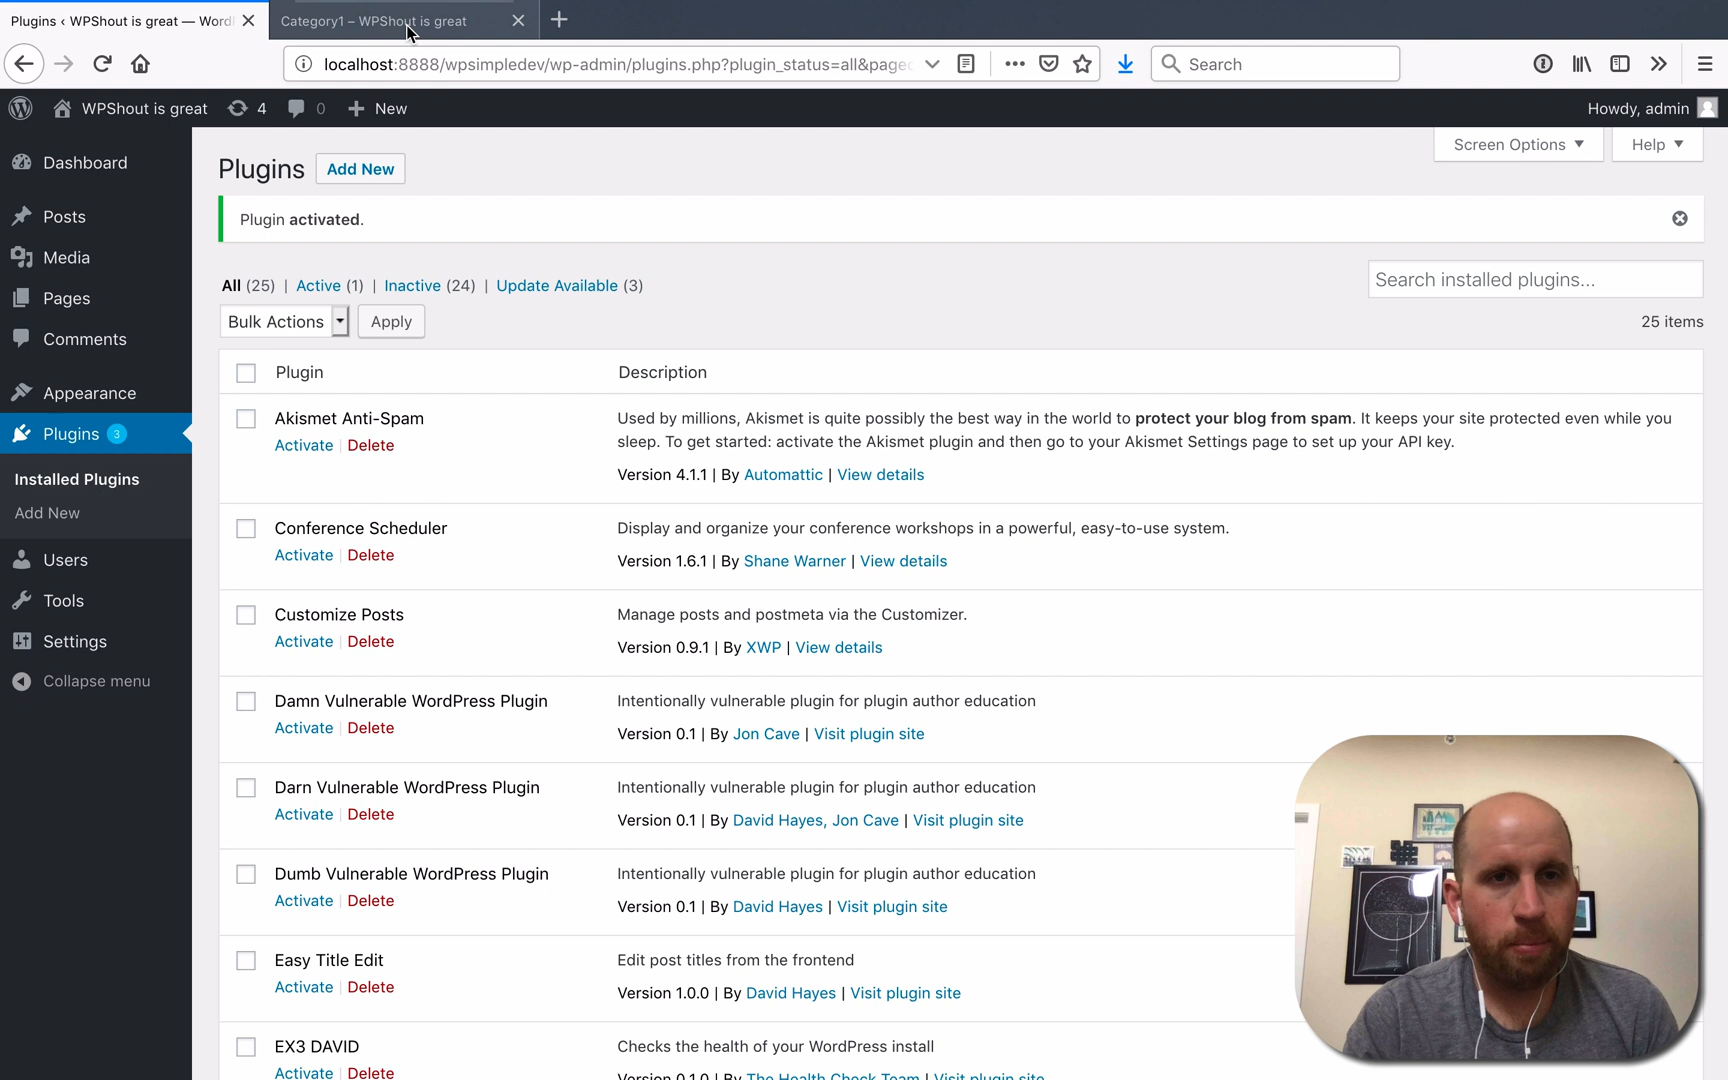 Plugins ‹ WPShout is great — Word
Category1 – WPShout is great
localhost:8888/wpsimpledev/wp-admin/plugins.php?plugin_status=all&paged
Search
WPShout is great
4
0
New
Howdy, admin
Dashboard
Posts
Media
Pages
Comments
Appearance
Plugins 3
Installed Plugins
Add New
Users
Tools
Settings
Collapse menu
Screen Options
Help
Plugins
Add New
Plugin activated.
All (25) | Active (1) | Inactive (24) | Update Available (3)
Search installed plugins...
Bulk Actions
Apply
25 items
Plugin
Description
Akismet Anti-Spam
Activate | Delete
Used by millions, Akismet is quite possibly the best way in the world to protect your blog from spam. It keeps your site protected even while you
sleep. To get started: activate the Akismet plugin and then go to your Akismet Settings page to set up your API key.
Version 4.1.1 | By Automattic | View details
Conference Scheduler
Activate | Delete
Display and organize your conference workshops in a powerful, easy-to-use system.
Version 1.6.1 | By Shane Warner | View details
Customize Posts
Activate | Delete
Manage posts and postmeta via the Customizer.
Version 0.9.1 | By XWP | View details
Damn Vulnerable WordPress Plugin
Activate | Delete
Intentionally vulnerable plugin for plugin author education
Version 0.1 | By Jon Cave | Visit plugin site
Darn Vulnerable WordPress Plugin
Activate | Delete
Intentionally vulnerable plugin for plugin author education
Version 0.1 | By David Hayes, Jon Cave | Visit plugin site
Dumb Vulnerable WordPress Plugin
Activate | Delete
Intentionally vulnerable plugin for plugin author education
Version 0.1 | By David Hayes | Visit plugin site
Easy Title Edit
Activate | Delete
Edit post titles from the frontend
Version 1.0.0 | By David Hayes | Visit plugin site
EX3 DAVID
Activate | Delete
Checks the health of your WordPress install
Version 0.1.0 | By The Health Check Team | Visit plugin site